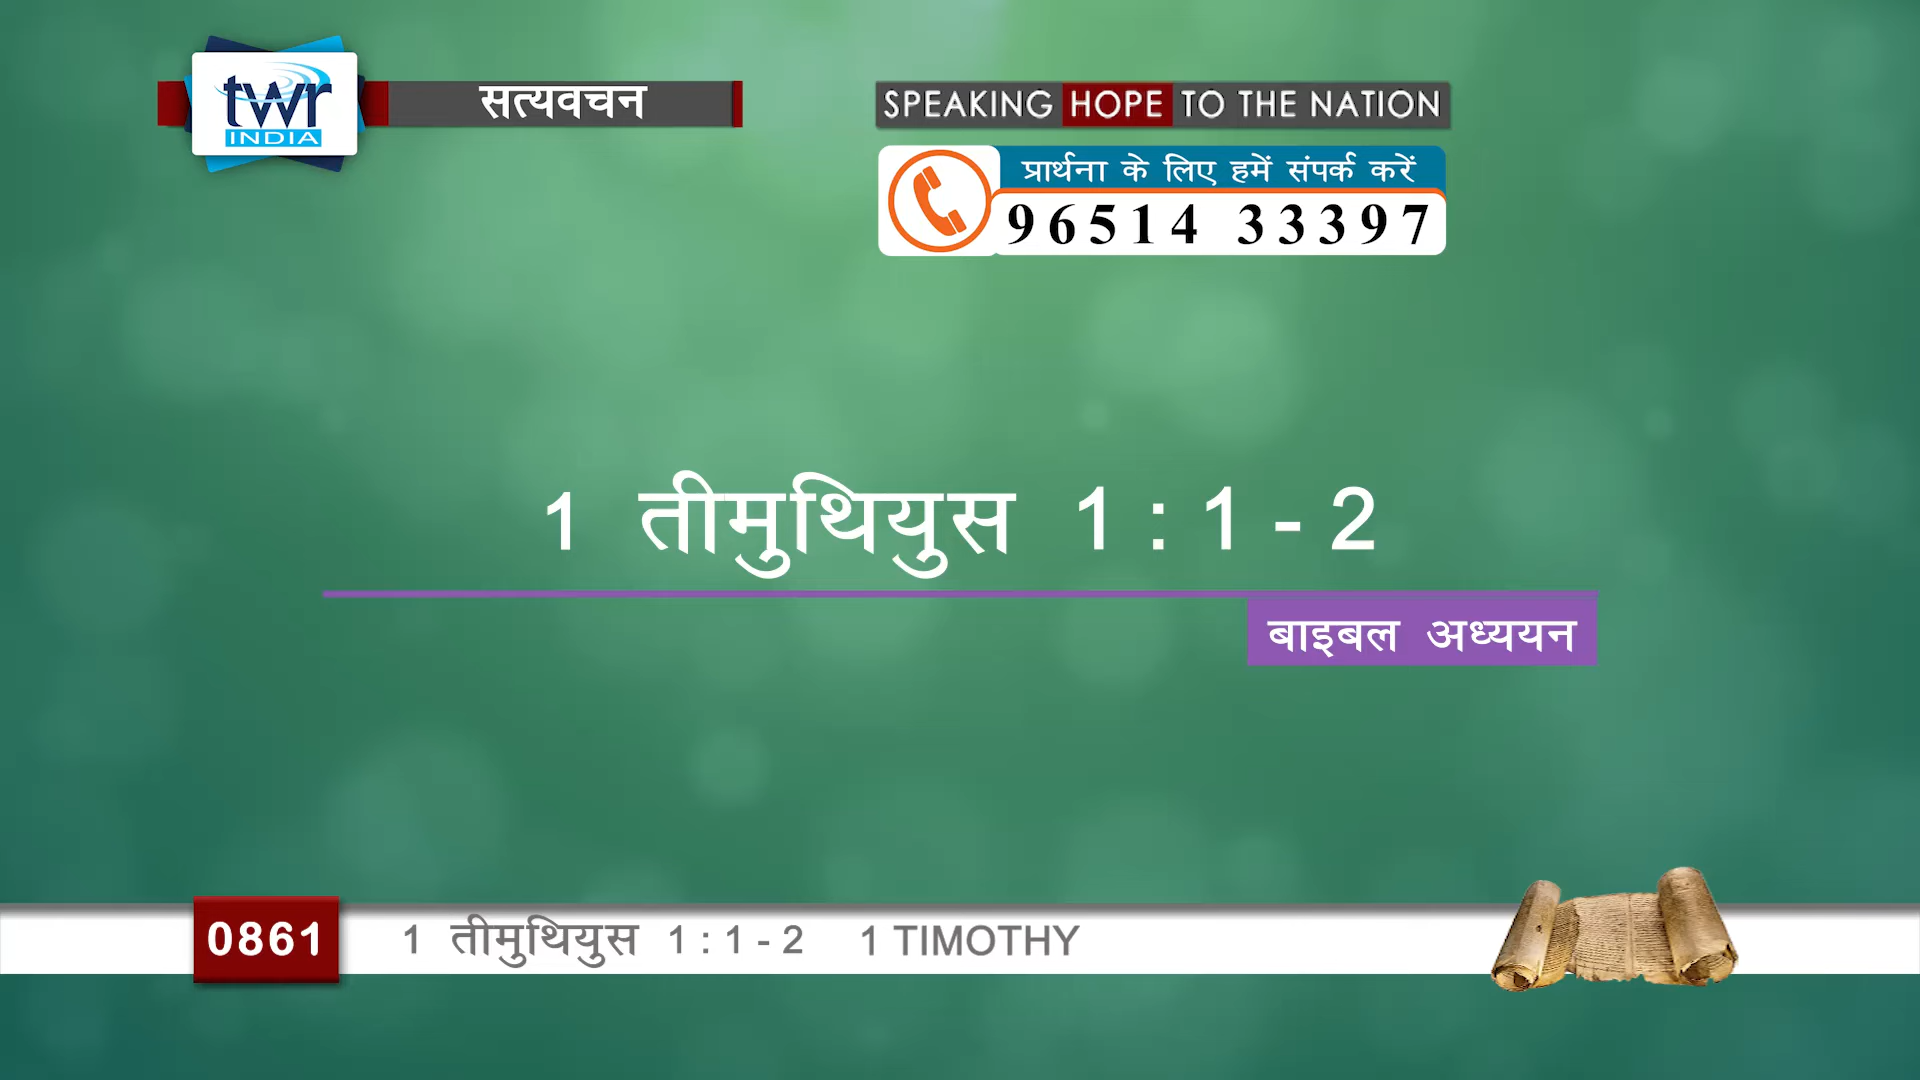 twr
INDIA
सत्यवचन
SPEAKING HOPE TO THE NATION
प्रार्थना के लिए हमें संपर्क करें
96514 33397
1 तीमुथियुस 1:1-2
बाइबल अध्ययन
0861
1 तीमुथियुस 1:1-2 1 TIMOTHY